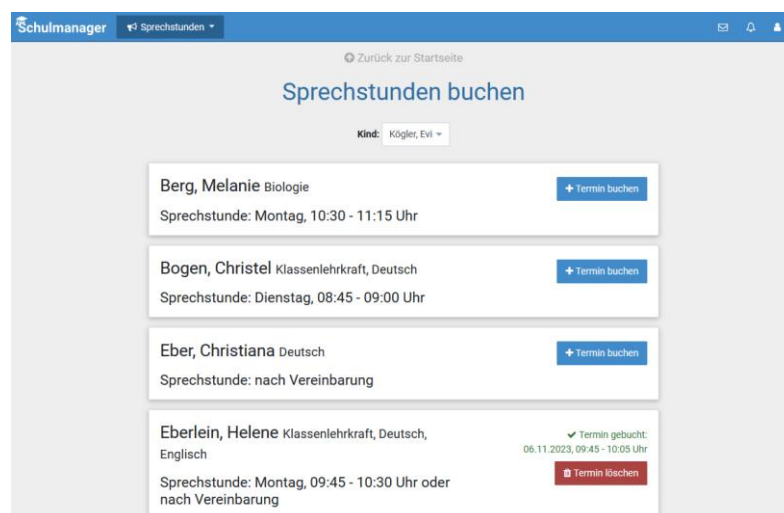 Schulmanager Sprechstunden
Zurück zur Startseite
Sprechstunden buchen
Kind: Kögler, Evi
Berg, Melanie Biologie
+ Termin buchen
Sprechstunde: Montag, 10:30 - 11:15 Uhr
Bogen, Christel Klassenlehrkraft, Deutsch
+ Termin buchen
Sprechstunde: Dienstag, 08:45 - 09:00 Uhr
Eber, Christiana Deutsch
+ Termin buchen
Sprechstunde: nach Vereinbarung
Eberlein, Helene Klassenlehrkraft, Deutsch,
Englisch
Termin gebucht:
06.11.2023, 09:45 - 10:05 Uhr
Termin löschen
Sprechstunde: Montag, 09:45 - 10:30 Uhr oder
nach Vereinbarung